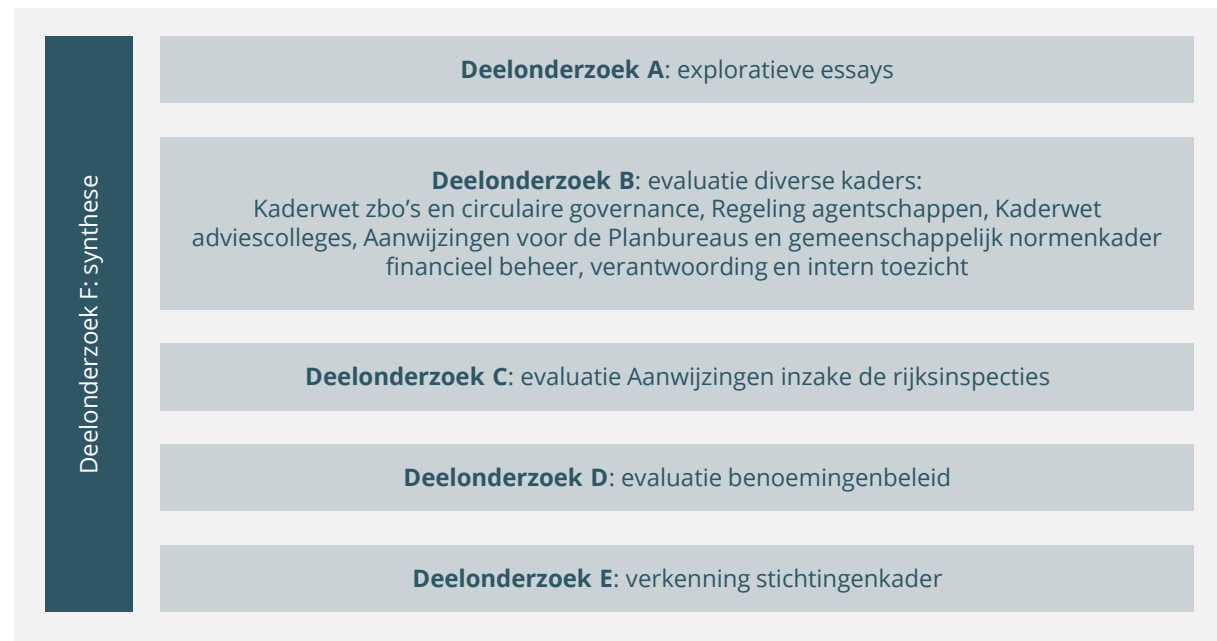 Deelonderzoek F: synthese
Deelonderzoek A: exploratieve essays
Deelonderzoek B: evaluatie diverse kaders:
Kaderwet zbo’s en circulaire governance, Regeling agentschappen, Kaderwet
adviescolleges, Aanwijzingen voor de Planbureaus en gemeenschappelijk normenkader
financieel beheer, verantwoording en intern toezicht
Deelonderzoek C: evaluatie Aanwijzingen inzake de rijksinspecties
Deelonderzoek D: evaluatie benoemingenbeleid
Deelonderzoek E: verkenning stichtingenkader